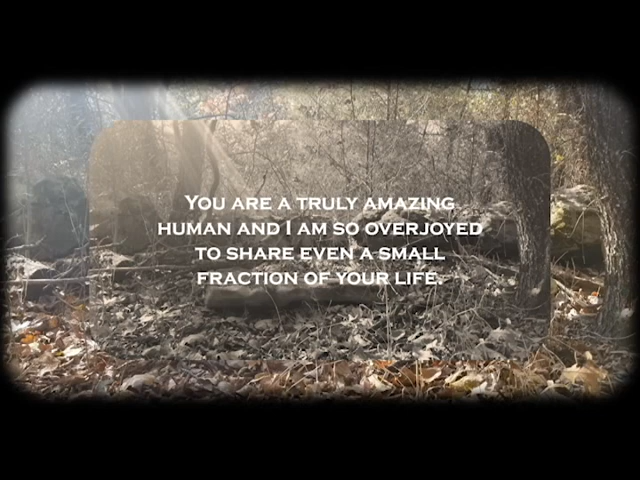 You are a truly amazing
human and I am so overjoyed
to share even a small
fraction of your life.